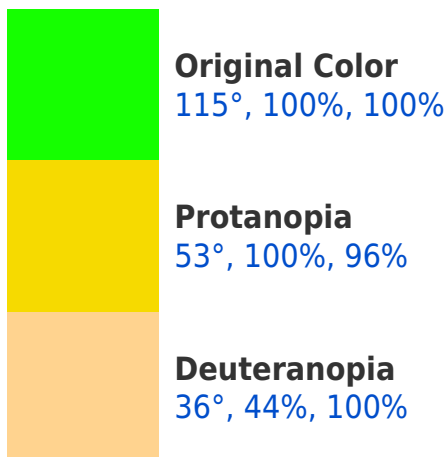 Original Color
115°, 100%, 100%
Protanopia
53°, 100%, 96%
Deuteranopia
36°, 44%, 100%